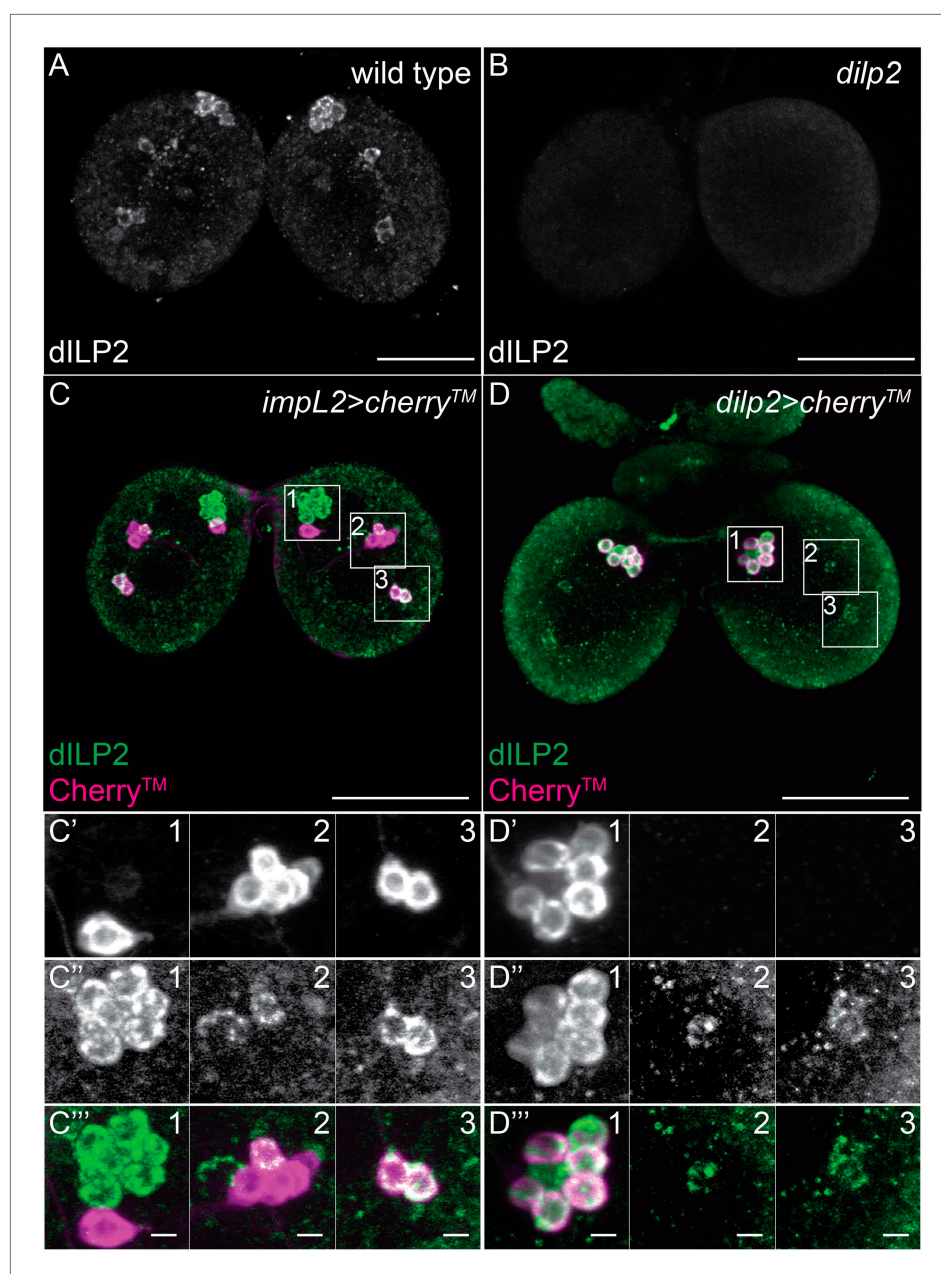 A wild type
B dilp2
dILP2
dILP2
C impL2>cherry™
D dilp2>cherry™
1
2
3
1
2
3
dILP2
Cherry™
dILP2
Cherry™
C' 1 2 3 D' 1 2 3
C'' 1 2 3 D'' 1 2 3
C''' 1 2 3 D''' 1 2 3